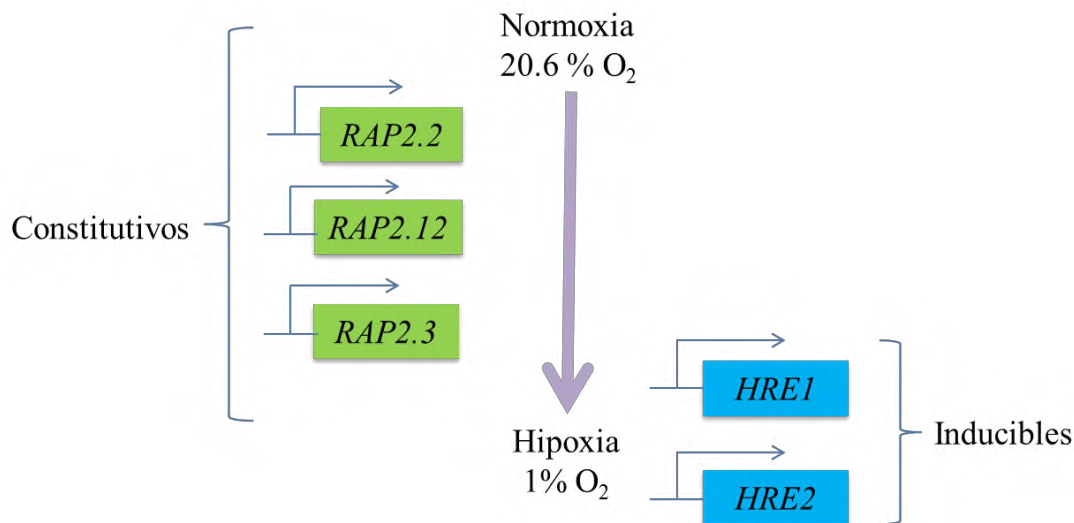 Normoxia
20.6 % O₂
RAP2.2
Constitutivos
RAP2.12
RAP2.3
HRE1
Hipoxia
1% O₂
Inducibles
HRE2